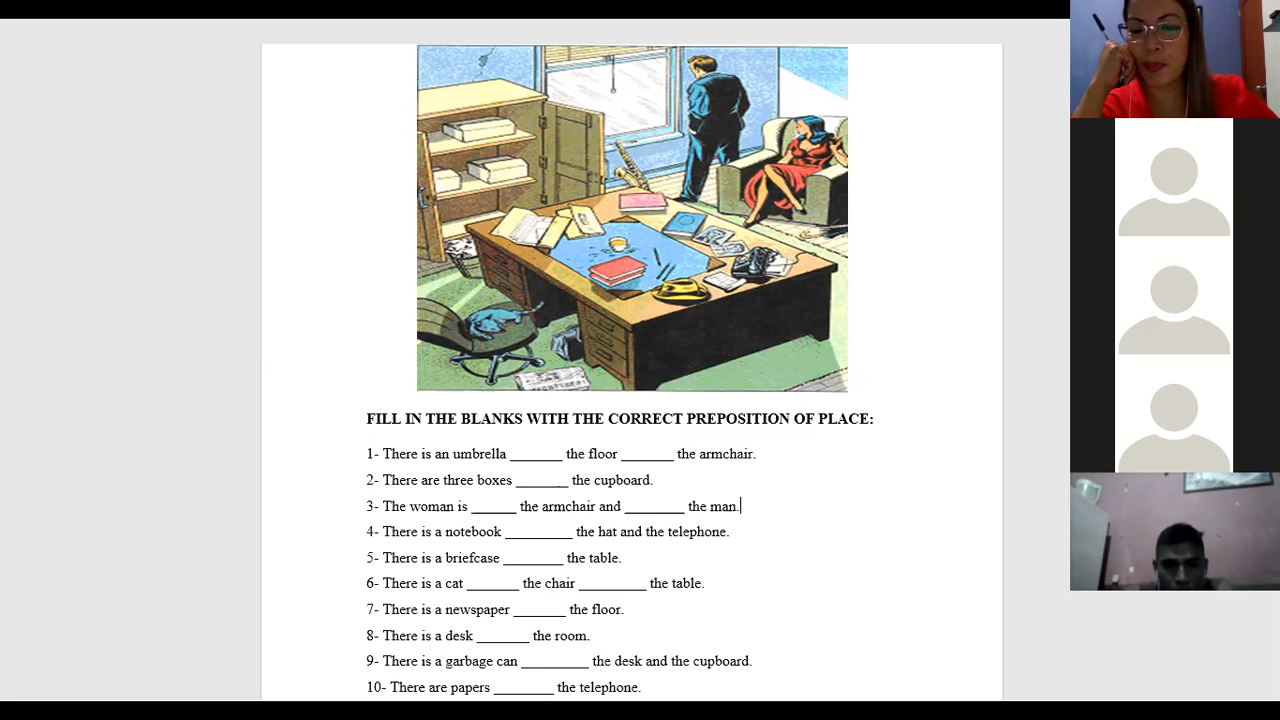 FILL IN THE BLANKS WITH THE CORRECT PREPOSITION OF PLACE:
1- There is an umbrella _______ the floor _______ the armchair.
2- There are three boxes _______ the cupboard.
3- The woman is ______ the armchair and ________ the man.
4- There is a notebook _________ the hat and the telephone.
5- There is a briefcase ________ the table.
6- There is a cat _______ the chair _________ the table.
7- There is a newspaper _______ the floor.
8- There is a desk _______ the room.
9- There is a garbage can _________ the desk and the cupboard.
10- There are papers ________ the telephone.